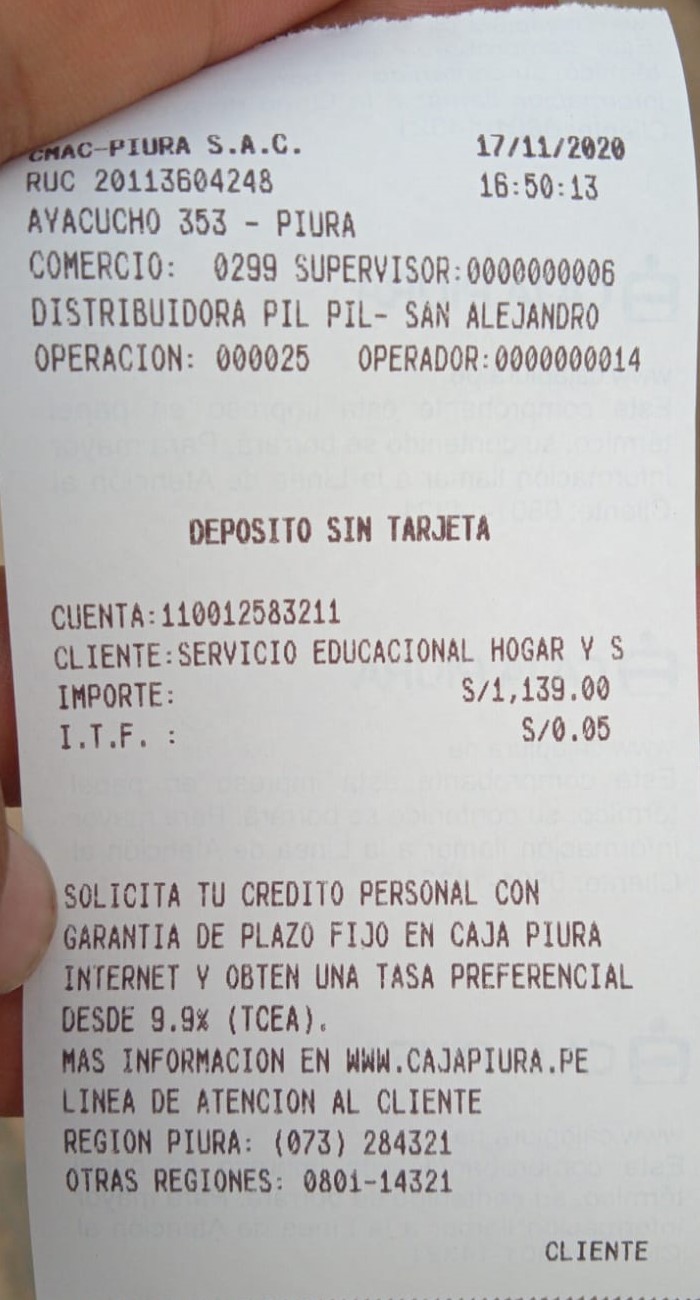 CMAC-PIURA S.A.C. 17/11/2020
RUC 20113604248 16:50:13
AYACUCHO 353 - PIURA
COMERCIO: 0299 SUPERVISOR:0000000006
DISTRIBUIDORA PIL PIL- SAN ALEJANDRO
OPERACION: 000025 OPERADOR:0000000014
DEPOSITO SIN TARJETA
CUENTA:110012583211
CLIENTE:SERVICIO EDUCACIONAL HOGAR Y S
IMPORTE: S/1,139.00
I.T.F. : S/0.05
SOLICITA TU CREDITO PERSONAL CON
GARANTIA DE PLAZO FIJO EN CAJA PIURA
INTERNET Y OBTEN UNA TASA PREFERENCIAL
DESDE 9.9% (TCEA).
MAS INFORMACION EN WWW.CAJAPIURA.PE
LINEA DE ATENCION AL CLIENTE
REGION PIURA: (073) 284321
OTRAS REGIONES: 0801-14321
CLIENTE